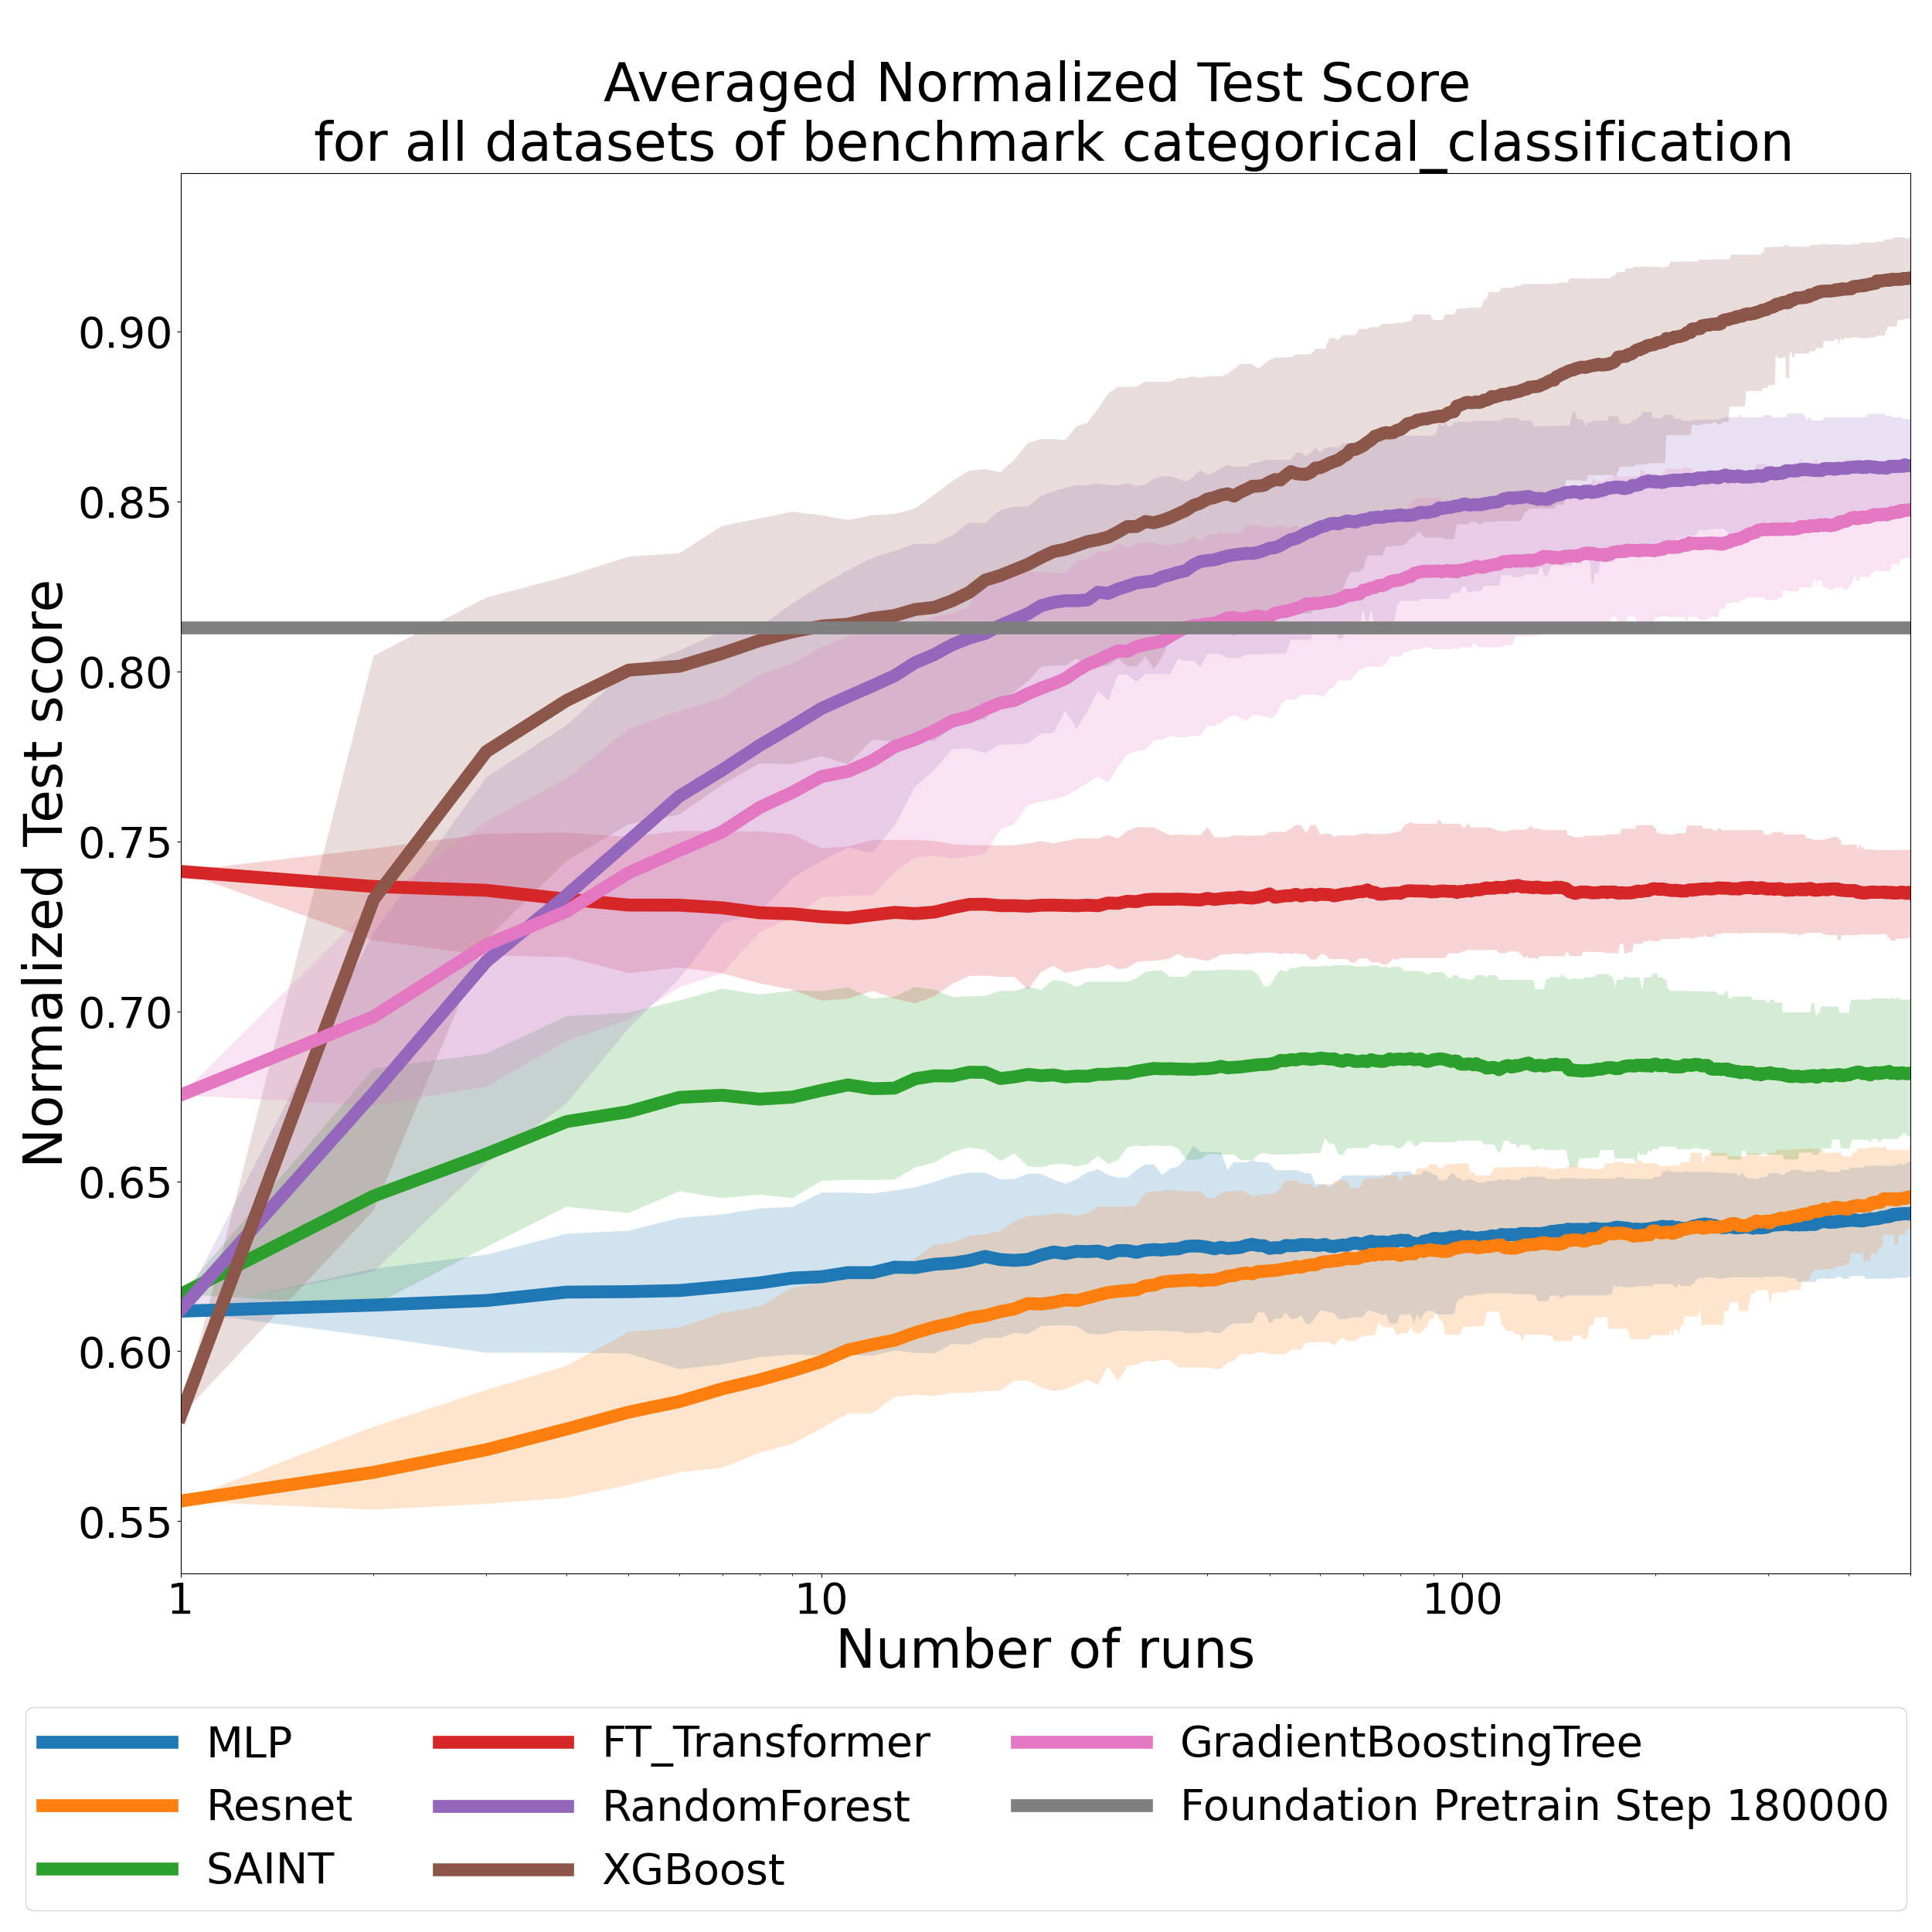 Averaged Normalized Test Score
for all datasets of benchmark categorical_classification
Normalized Test score
0.90
0.85
0.80
0.75
0.70
0.65
0.60
0.55
1
10
100
Number of runs
MLP
Resnet
SAINT
FT_Transformer
RandomForest
XGBoost
GradientBoostingTree
Foundation Pretrain Step 180000